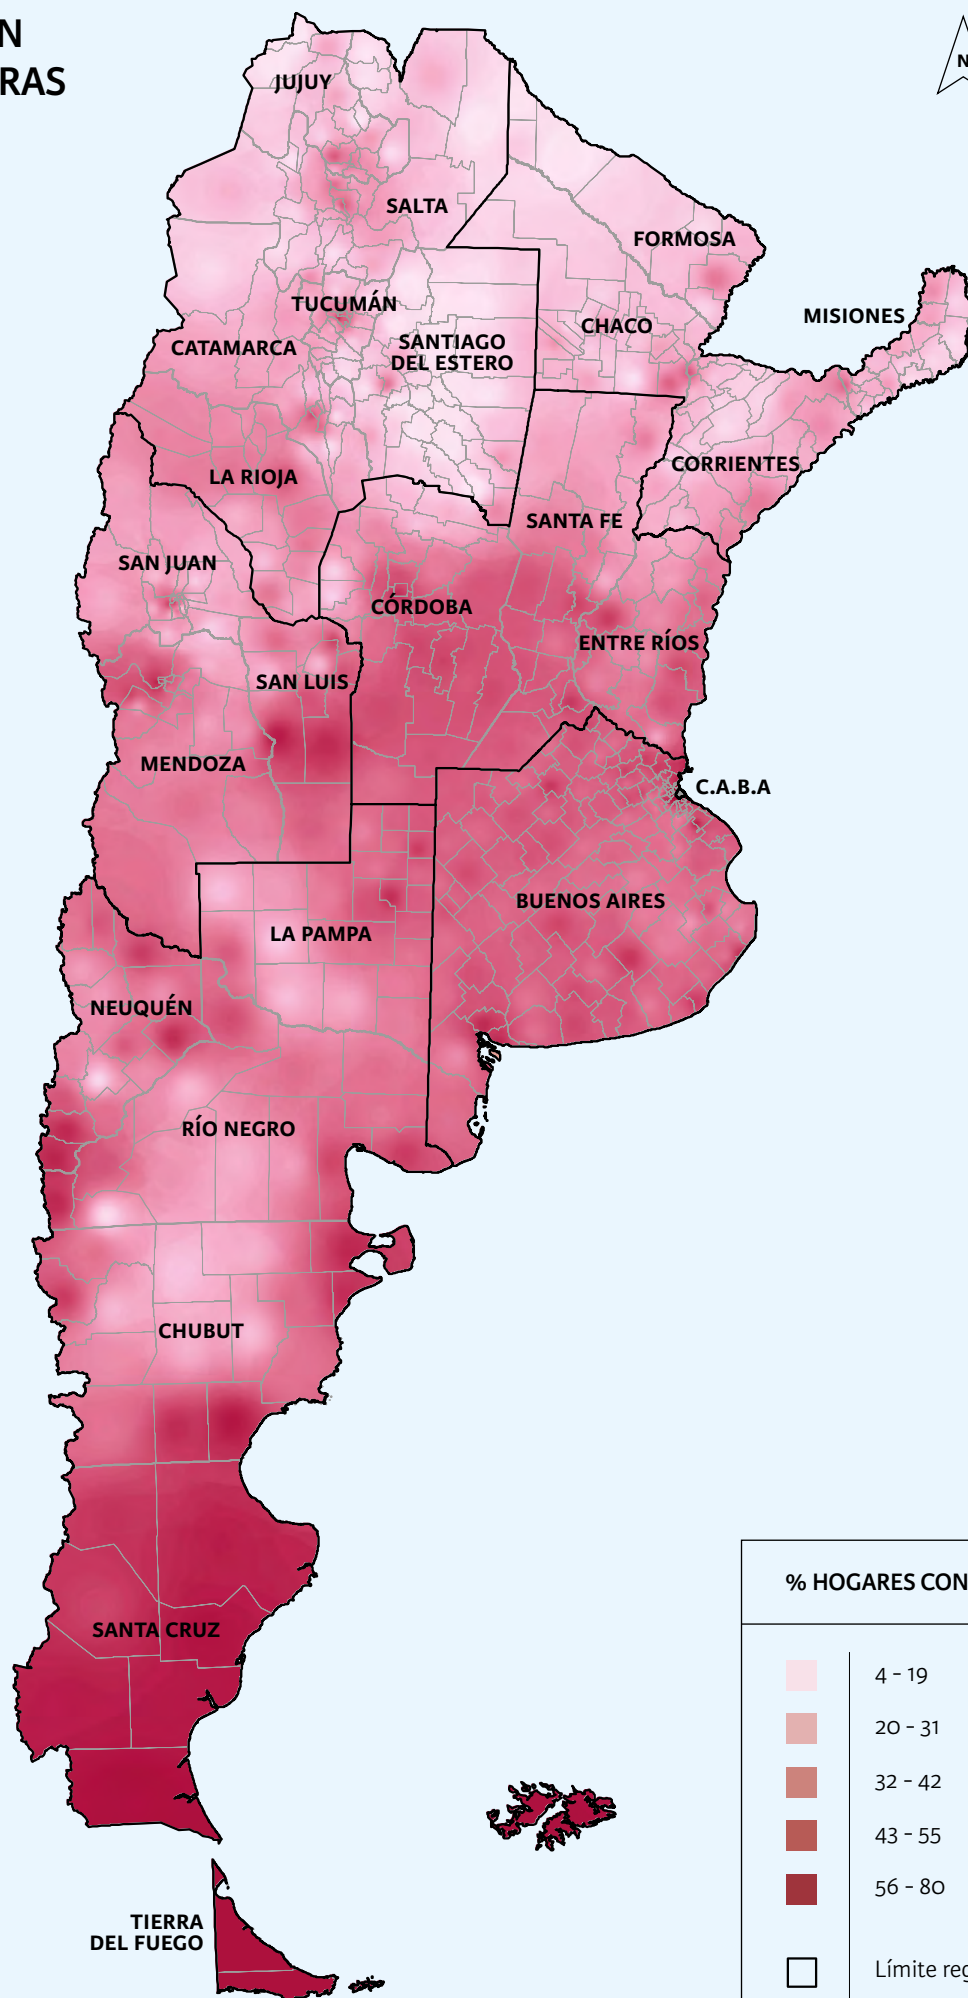 N
RAS
N
JUJUY
SALTA
FORMOSA
TUCUMÁN
MISIONES
CHACO
CATAMARCA
SANTIAGO
DEL ESTERO
CORRIENTES
LA RIOJA
SANTA FE
SAN JUAN
CÓRDOBA
ENTRE RÍOS
SAN LUIS
MENDOZA
C.A.B.A
BUENOS AIRES
LA PAMPA
NEUQUÉN
RÍO NEGRO
CHUBUT
SANTA CRUZ
TIERRA
DEL FUEGO
% HOGARES CON
4 - 19
20 - 31
32 - 42
43 - 55
56 - 80
Límite reg